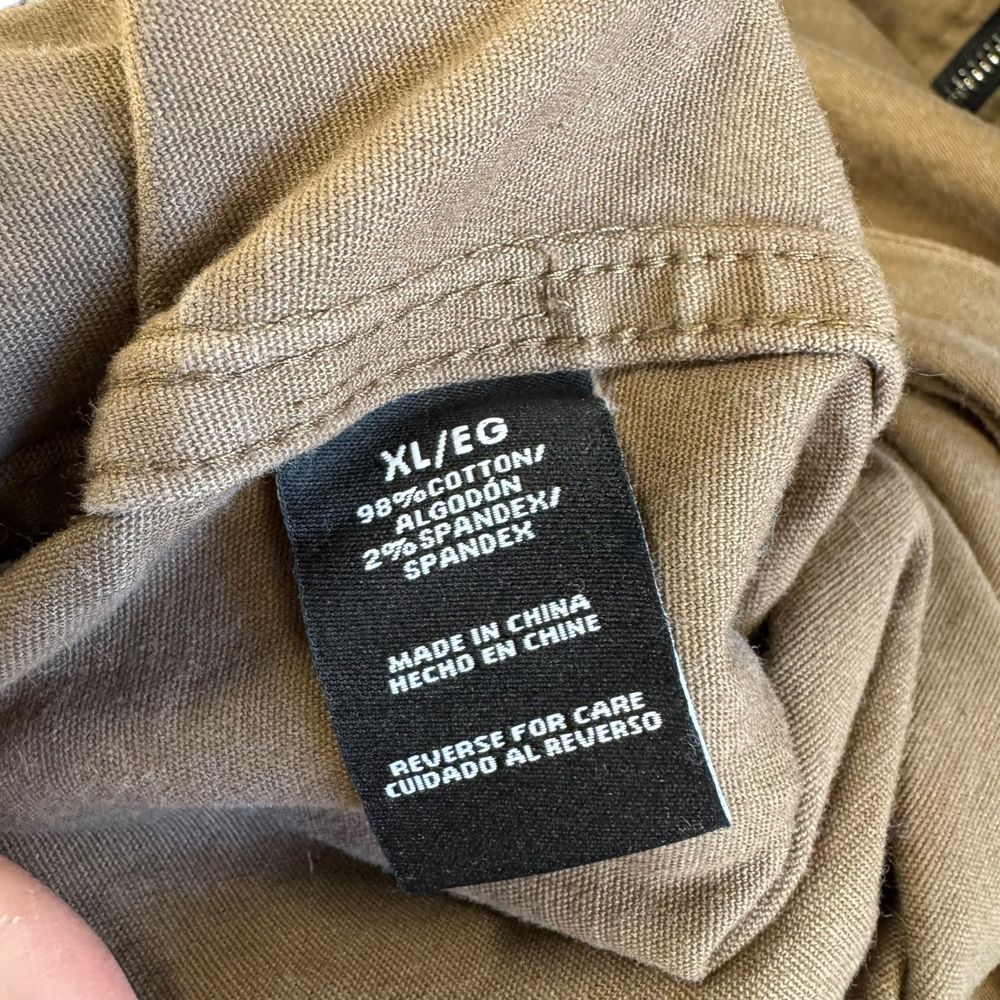 XL/EG
98%COTTON/
ALGODÓN
2%SPANDEX/
SPANDEX
MADE IN CHINA
HECHO EN CHINE
REVERSE FOR CARE
CUIDADO AL REVERSO